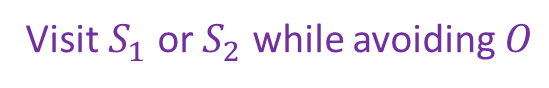 Visit S₁ or S₂ while avoiding O